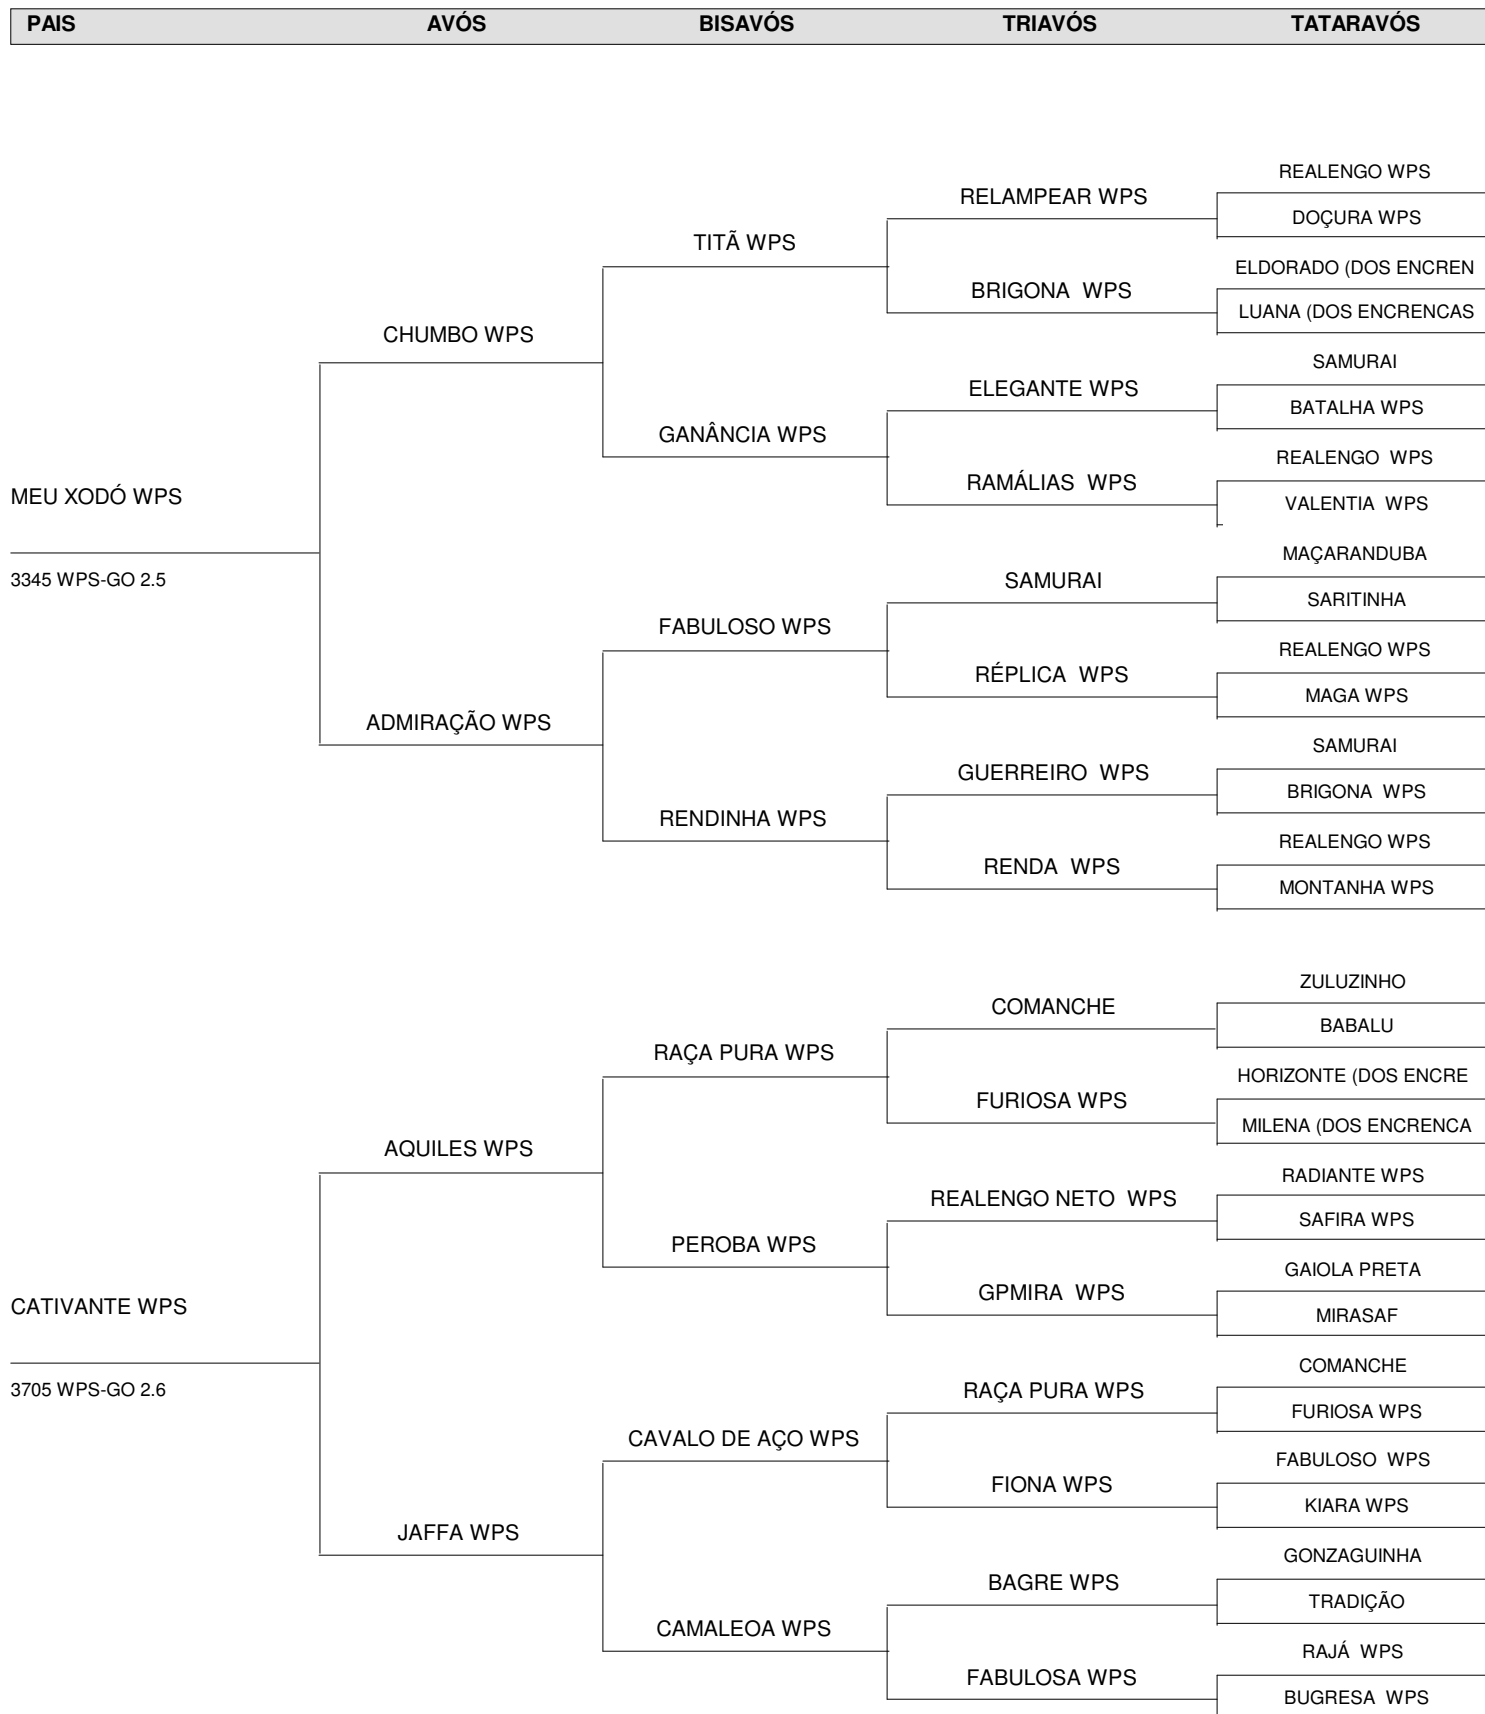 PAIS AVÓS BISAVÓS TRIAVÓS TATARAVÓS
REALENGO WPS
RELAMPEAR WPS
DOÇURA WPS
TITÃ WPS
ELDORADO (DOS ENCREN
BRIGONA WPS
LUANA (DOS ENCRENCAS
CHUMBO WPS
SAMURAI
ELEGANTE WPS
BATALHA WPS
GANÂNCIA WPS
REALENGO WPS
RAMÁLIAS WPS
VALENTIA WPS
MEU XODÓ WPS
3345 WPS-GO 2.5
MAÇARANDUBA
SAMURAI
SARITINHA
FABULOSO WPS
REALENGO WPS
RÉPLICA WPS
MAGA WPS
ADMIRAÇÃO WPS
SAMURAI
GUERREIRO WPS
BRIGONA WPS
RENDINHA WPS
REALENGO WPS
RENDA WPS
MONTANHA WPS
ZULUZINHO
COMANCHE
BABALU
RAÇA PURA WPS
HORIZONTE (DOS ENCRE
FURIOSA WPS
MILENA (DOS ENCRENCA
AQUILES WPS
RADIANTE WPS
REALENGO NETO WPS
SAFIRA WPS
PEROBA WPS
GAIOLA PRETA
GPMIRA WPS
MIRASAF
CATIVANTE WPS
3705 WPS-GO 2.6
COMANCHE
RAÇA PURA WPS
FURIOSA WPS
CAVALO DE AÇO WPS
FABULOSO WPS
FIONA WPS
KIARA WPS
JAFFA WPS
GONZAGUINHA
BAGRE WPS
TRADIÇÃO
CAMALEOA WPS
RAJÁ WPS
FABULOSA WPS
BUGRESA WPS